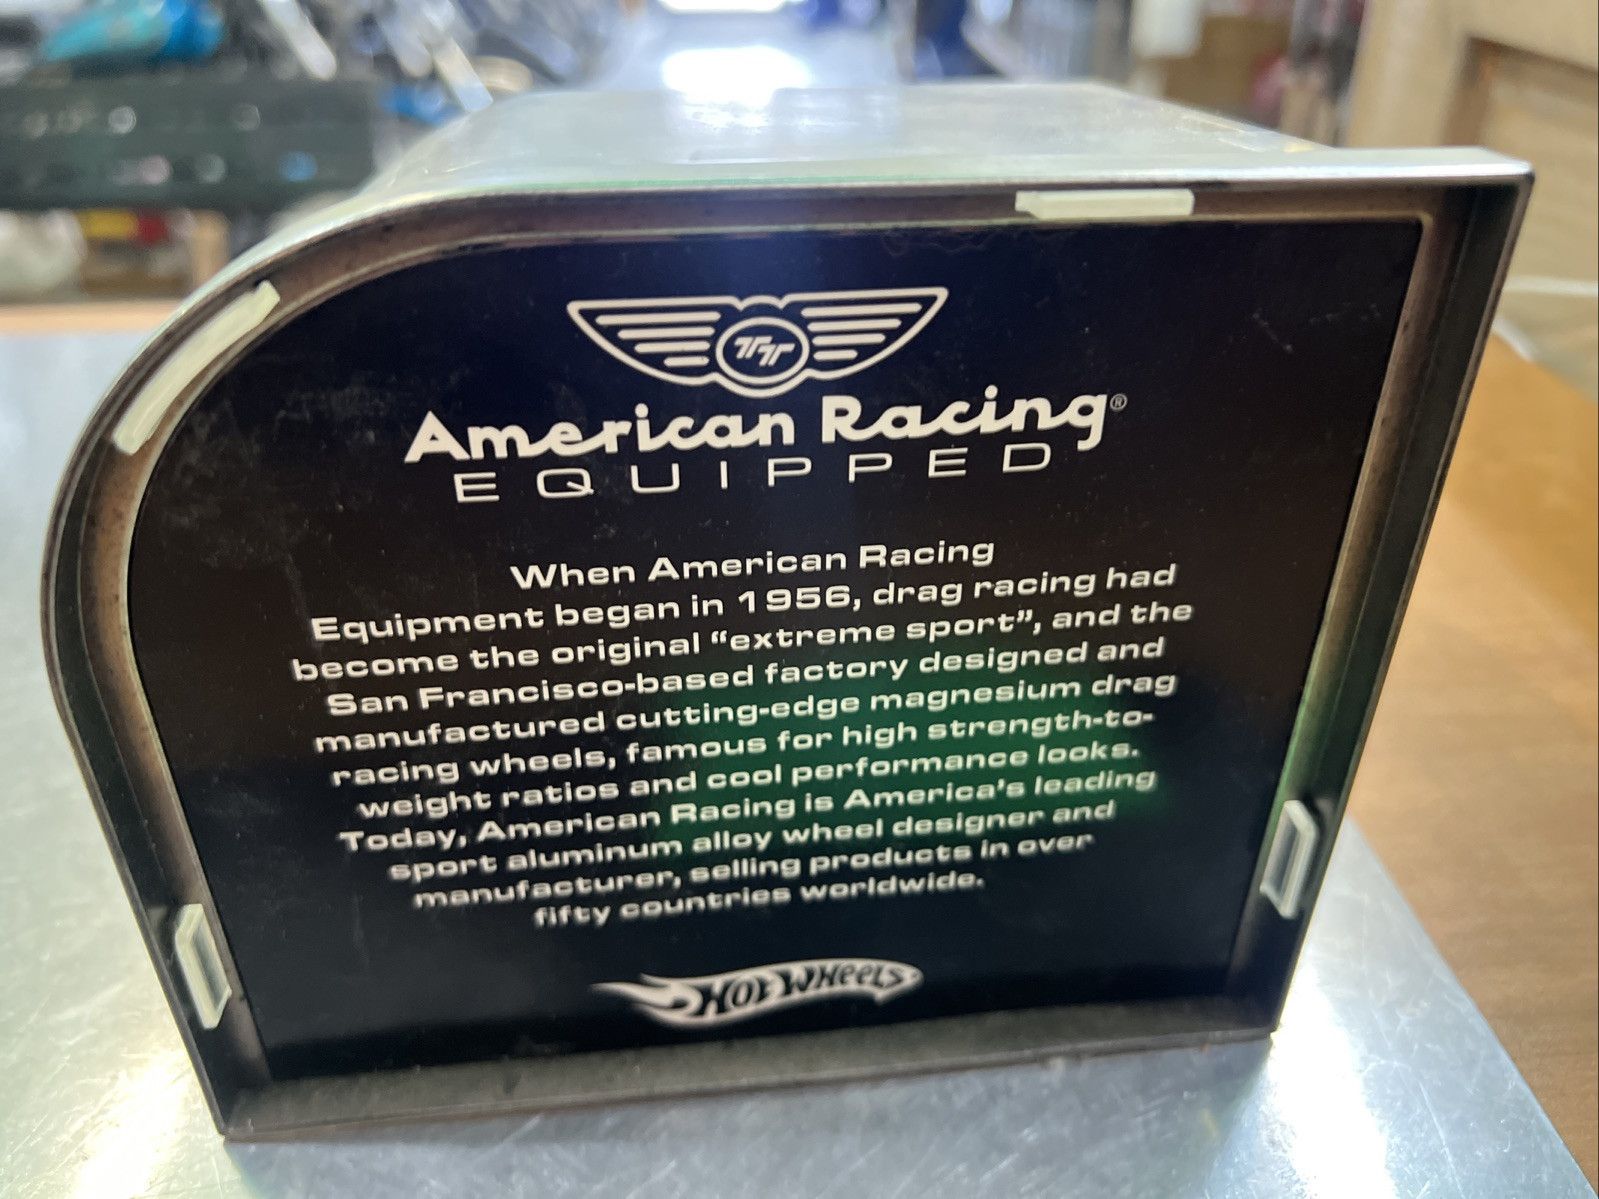 American Racing®
EQUIPPED
When American Racing
Equipment began in 1956, drag racing had
become the original “extreme sport”, and the
San Francisco-based factory designed and
manufactured cutting-edge magnesium drag
racing wheels, famous for high strength-to-
weight ratios and cool performance looks.
Today, American Racing is America's leading
sport aluminum alloy wheel designer and
manufacturer, selling products in over
fifty countries worldwide.
HOT WHEELS